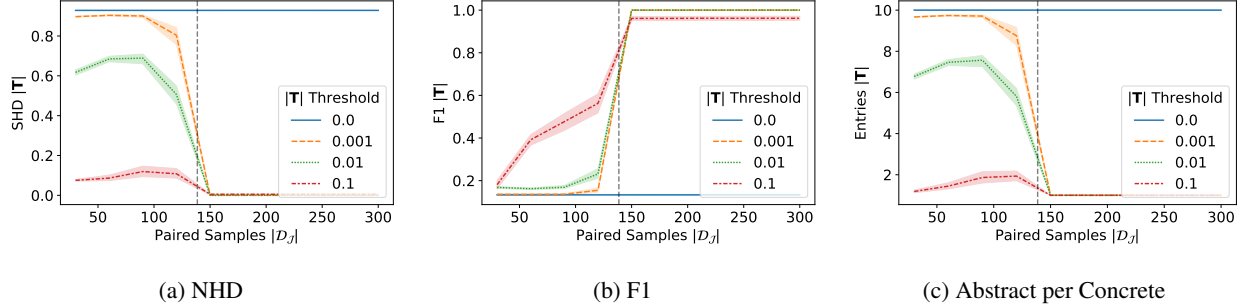 0.8
0.6
0.4
0.2
0.0
SHD |T|
50 100 150 200 250 300
Paired Samples |𝒟_𝒥|
|T| Threshold
0.0
0.001
0.01
0.1
(a) NHD
1.0
0.8
0.6
0.4
0.2
F1 |T|
50 100 150 200 250 300
Paired Samples |𝒟_𝒥|
|T| Threshold
0.0
0.001
0.01
0.1
(b) F1
10
8
6
4
2
Entries |T|
50 100 150 200 250 300
Paired Samples |𝒟_𝒥|
|T| Threshold
0.0
0.001
0.01
0.1
(c) Abstract per Concrete